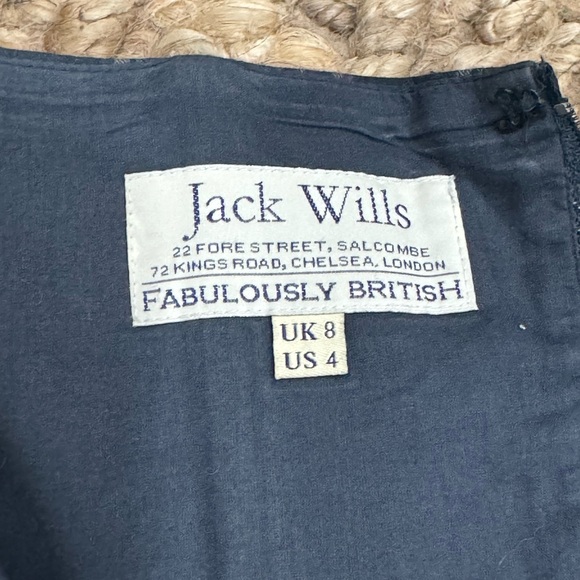 Jack Wills
22 FORE STREET, SALCOMBE
72 KINGS ROAD, CHELSEA, LONDON
FABULOUSLY BRITISH
UK 8
US 4